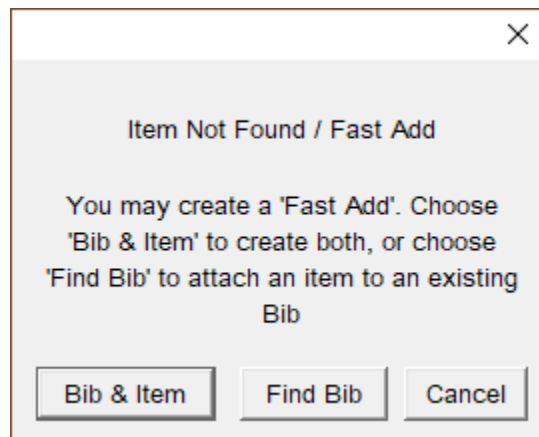 Item Not Found / Fast Add
You may create a 'Fast Add'. Choose
'Bib & Item' to create both, or choose
'Find Bib' to attach an item to an existing
Bib
Bib & Item Find Bib Cancel